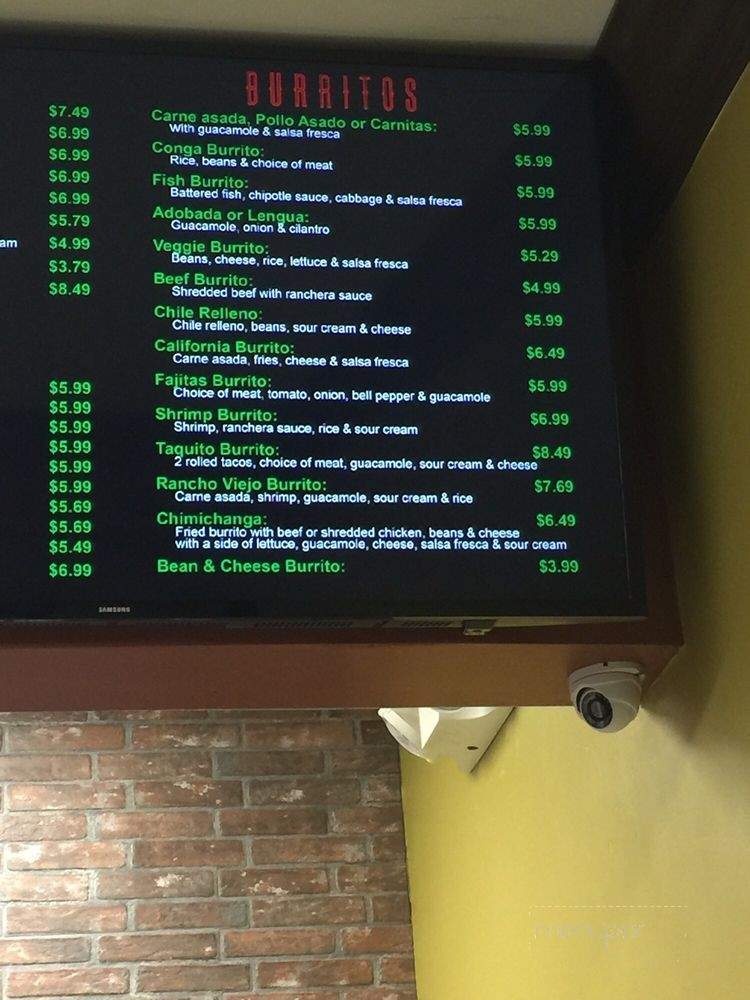 BURRITOS
$7.49
$6.99
$6.99
$6.99
$6.99
$5.79
am $4.99
$3.79
$8.49
$5.99
$5.99
$5.99
$5.99
$5.99
$5.99
$5.69
$5.69
$5.49
$6.99
Carne asada, Pollo Asado or Carnitas: $5.99
With guacamole & salsa fresca
Conga Burrito: $5.99
Rice, beans & choice of meat
Fish Burrito: $5.99
Battered fish, chipotle sauce, cabbage & salsa fresca
Adobada or Lengua: $5.99
Guacamole, onion & cilantro
Veggie Burrito: $5.29
Beans, cheese, rice, lettuce & salsa fresca
Beef Burrito: $4.99
Shredded beef with ranchera sauce
Chile Relleno: $5.99
Chile relleno, beans, sour cream & cheese
California Burrito: $6.49
Carne asada, fries, cheese & salsa fresca
Fajitas Burrito: $5.99
Choice of meat, tomato, onion, bell pepper & guacamole
Shrimp Burrito: $6.99
Shrimp, ranchera sauce, rice & sour cream
Taquito Burrito: $8.49
2 rolled tacos, choice of meat, guacamole, sour cream & cheese
Rancho Viejo Burrito: $7.69
Carne asada, shrimp, guacamole, sour cream & rice
Chimichanga: $6.49
Fried burrito with beef or shredded chicken, beans & cheese
with a side of lettuce, guacamole, cheese, salsa fresca & sour cream
Bean & Cheese Burrito: $3.99
SAMSUNG